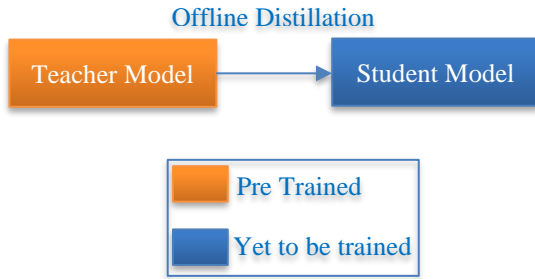 Offline Distillation
Teacher Model
Student Model
Pre Trained
Yet to be trained